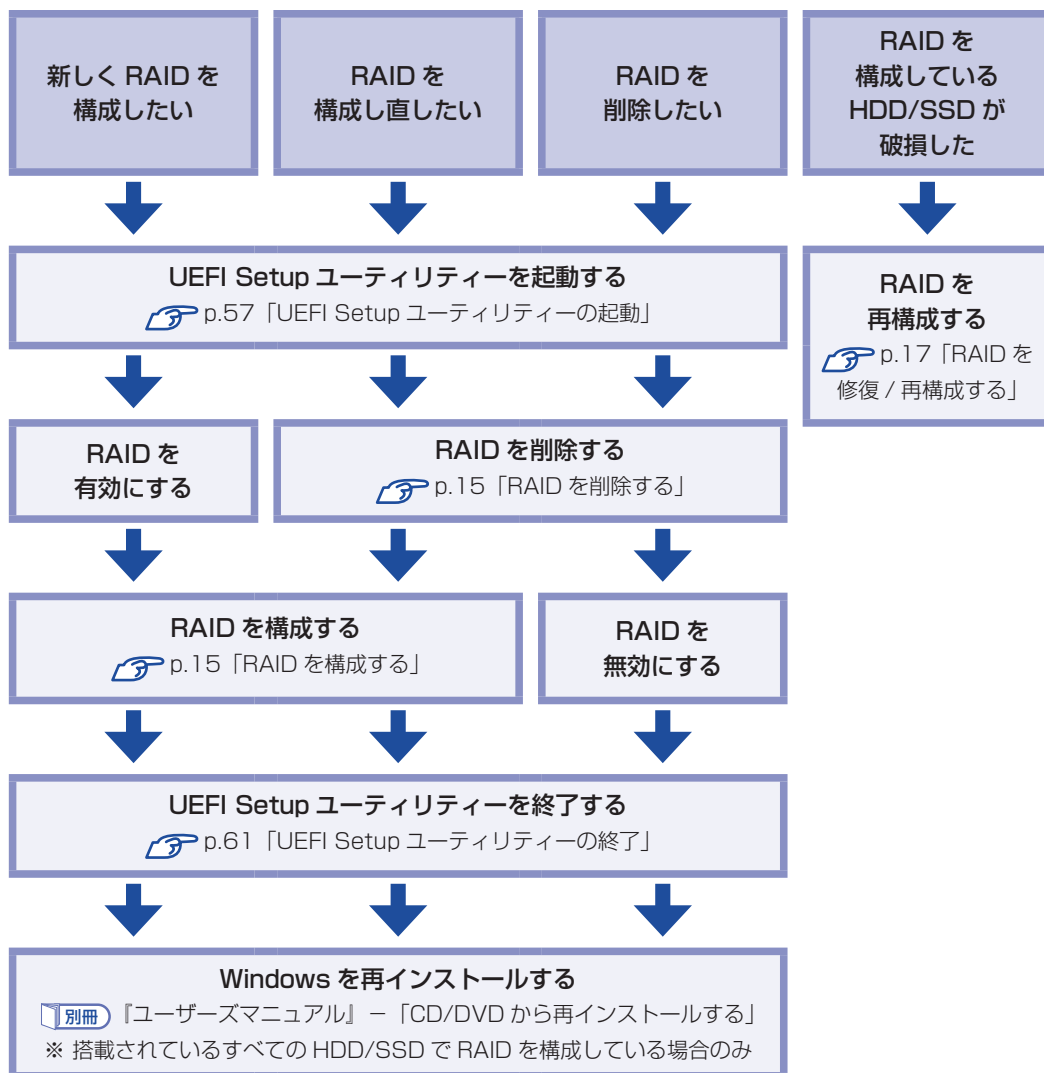 新しく RAID を
構成したい
RAID を
構成し直したい
RAID を
削除したい
RAID を
構成している
HDD/SSD が
破損した
UEFI Setup ユーティリティーを起動する
p.57「UEFI Setup ユーティリティーの起動」
RAID を
再構成する
p.17「RAID を
修復 / 再構成する」
RAID を
有効にする
RAID を削除する
p.15「RAID を削除する」
RAID を構成する
p.15「RAID を構成する」
RAID を
無効にする
UEFI Setup ユーティリティーを終了する
p.61「UEFI Setup ユーティリティーの終了」
Windows を再インストールする
別冊 『ユーザーズマニュアル』－「CD/DVD から再インストールする」
※ 搭載されているすべての HDD/SSD で RAID を構成している場合のみ